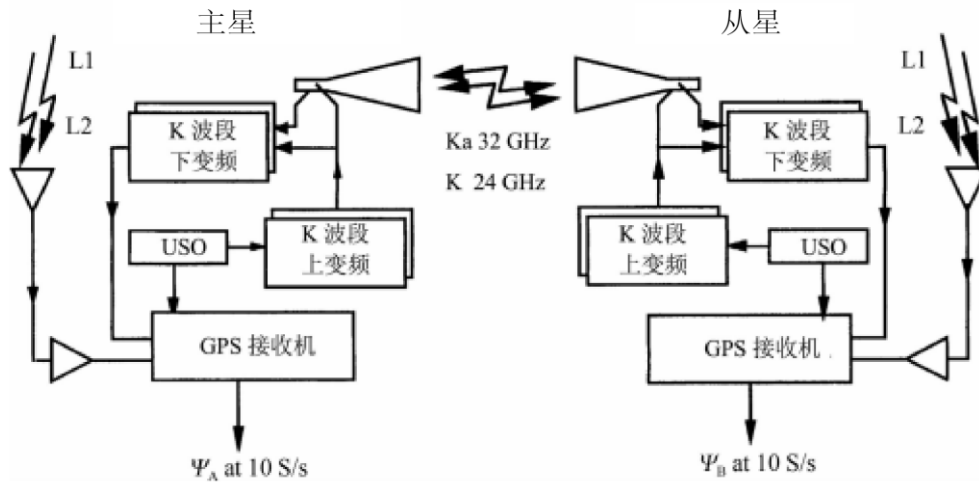 主星
从星
L1
L2
K 波段
下变频
USO
K 波段
上变频
GPS 接收机
Ψ_A at 10 S/s
Ka 32 GHz
K 24 GHz
L1
L2
K 波段
下变频
K 波段
上变频
USO
GPS 接收机
Ψ_B at 10 S/s